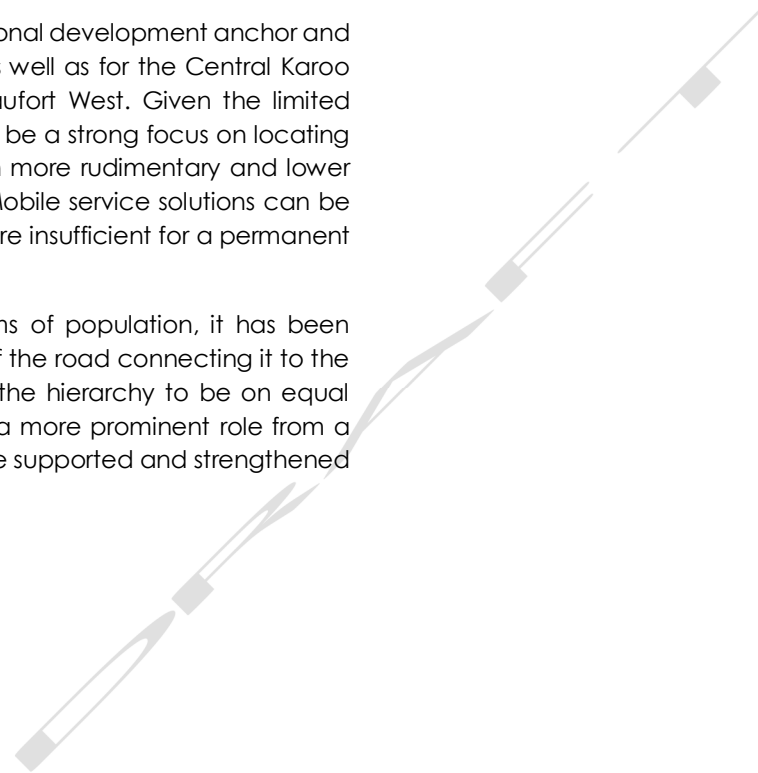 onal development anchor and
s well as for the Central Karoo
aufort West. Given the limited
be a strong focus on locating
more rudimentary and lower
Mobile service solutions can be
re insufficient for a permanent
ms of population, it has been
f the road connecting it to the
the hierarchy to be on equal
a more prominent role from a
e supported and strengthened